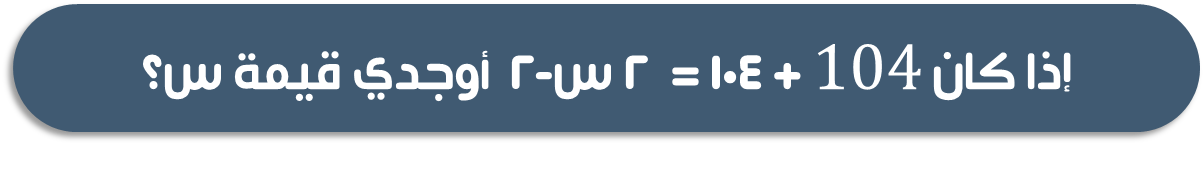 إذا كان 104 + ١٠٤ = ٢ س-٢ أوجدي قيمة س؟